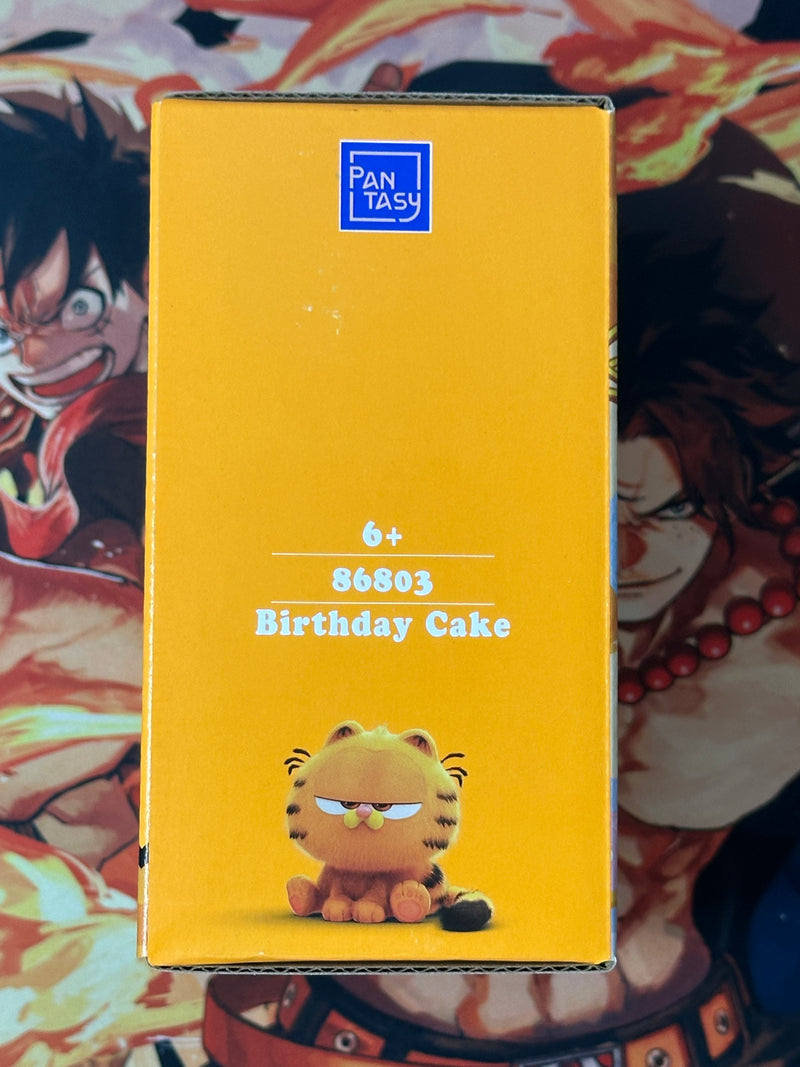 PAN
TASY
6+
86803
Birthday Cake